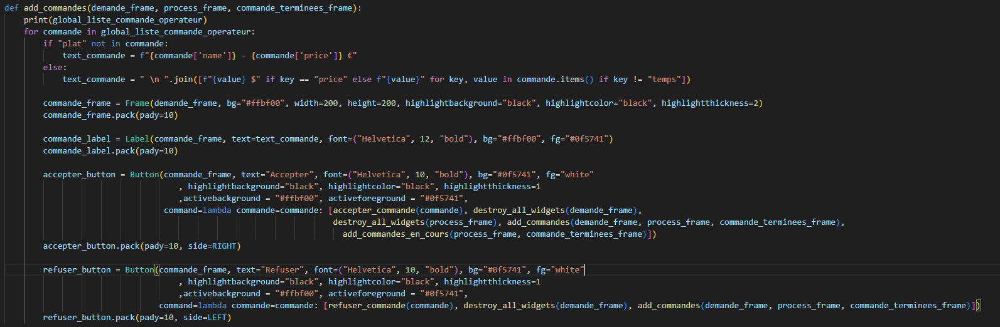 def add_commandes(demande_frame, process_frame, commande_terminees_frame):
    print(global_liste_commande_operateur)
    for commande in global_liste_commande_operateur:
        if "plat" not in commande:
            text_commande = f"{commande['name']} - {commande['price']} €"
        else:
            text_commande = " \n ".join([f"{value} $" if key == "price" else f"{value}" for key, value in commande.items() if key != "temps"])

        commande_frame = Frame(demande_frame, bg="#ffbf00", width=200, height=200, highlightbackground="black", highlightcolor="black", highlightthickness=2)
        commande_frame.pack(pady=10)

        commande_label = Label(commande_frame, text=text_commande, font=("Helvetica", 12, "bold"), bg="#ffbf00", fg="#0f5741")
        commande_label.pack(pady=10)

        accepter_button = Button(commande_frame, text="Accepter", font=("Helvetica", 10, "bold"), bg="#0f5741", fg="white"
                                    , highlightbackground="black", highlightcolor="black", highlightthickness=1
                                    ,activebackground = "#ffbf00", activeforeground = "#0f5741",
                                 command=lambda commande=commande: [accepter_commande(commande), destroy_all_widgets(demande_frame),
                                                                    destroy_all_widgets(process_frame), add_commandes(demande_frame, process_frame, commande_terminees_frame),
                                                                      add_commandes_en_cours(process_frame, commande_terminees_frame)])
        accepter_button.pack(pady=10, side=RIGHT)

        refuser_button = Button(commande_frame, text="Refuser", font=("Helvetica", 10, "bold"), bg="#0f5741", fg="white"
                                    , highlightbackground="black", highlightcolor="black", highlightthickness=1
                                    ,activebackground = "#ffbf00", activeforeground = "#0f5741",
                                command=lambda commande=commande: [refuser_commande(commande), destroy_all_widgets(demande_frame), add_commandes(demande_frame, process_frame, commande_terminees_frame)])
        refuser_button.pack(pady=10, side=LEFT)